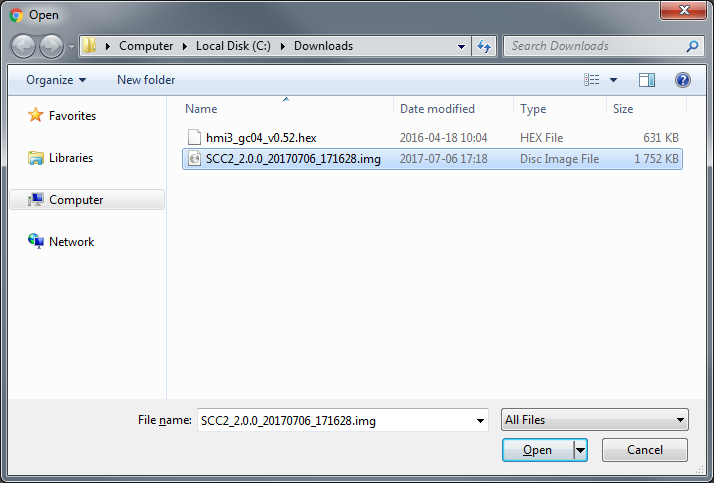 Open
Computer Local Disk (C:) Downloads Search Downloads
Organize New folder
Favorites
Libraries
Computer
Network
Name Date modified Type Size
hmi3_gc04_v0.52.hex 2016-04-18 10:04 HEX File 631 KB
SCC2_2.0.0_20170706_171628.img 2017-07-06 17:18 Disc Image File 1 752 KB
File name: SCC2_2.0.0_20170706_171628.img All Files
Open Cancel